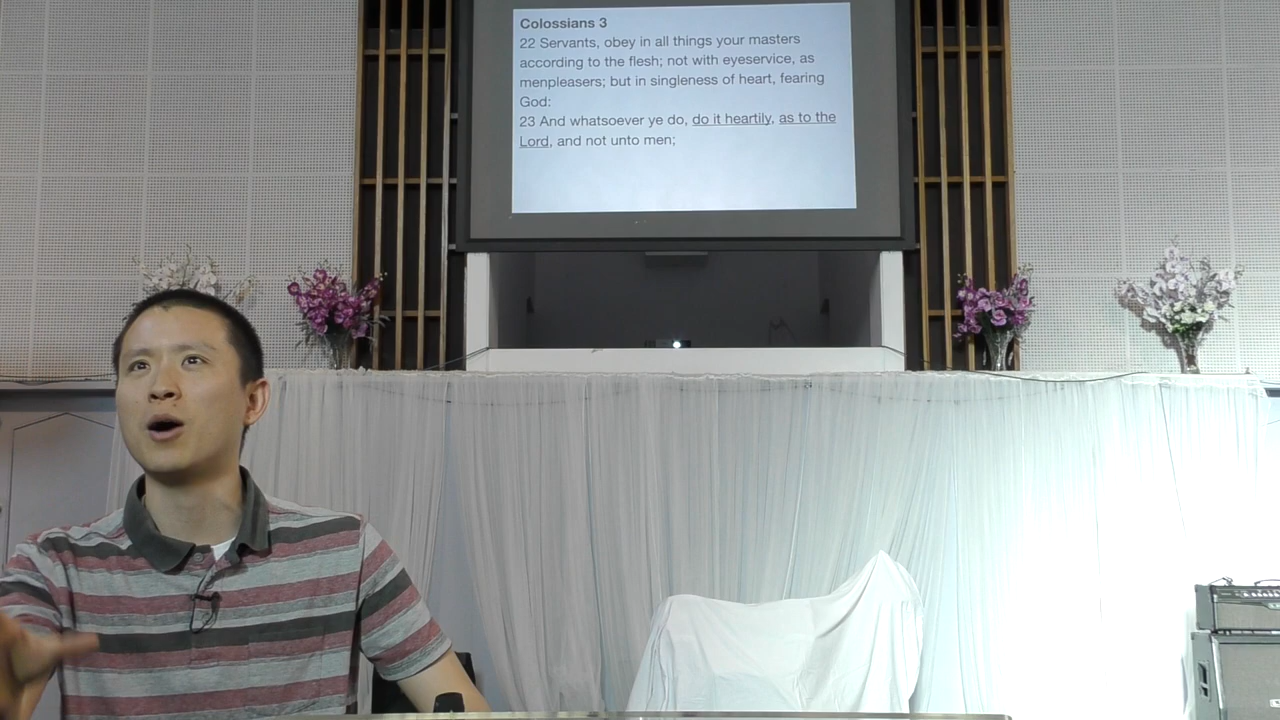 Colossians 3
22 Servants, obey in all things your masters
according to the flesh; not with eyeservice, as
menpleasers; but in singleness of heart, fearing
God:
23 And whatsoever ye do, do it heartily, as to the
Lord, and not unto men;